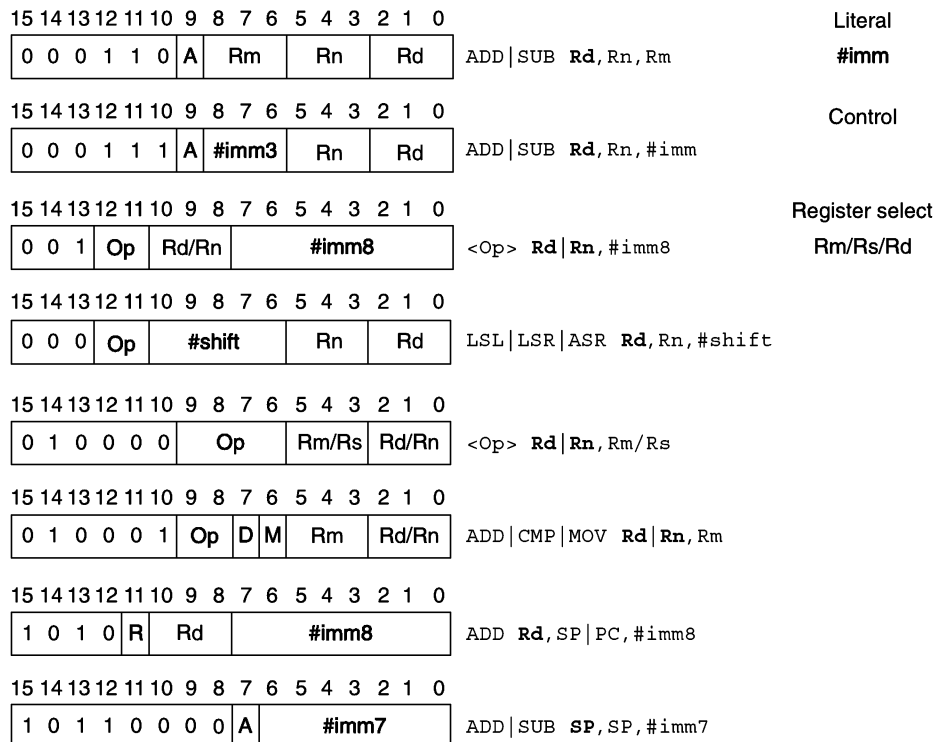 15 14 13 12 11 10 9 8 7 6 5 4 3 2 1 0 Literal
0 0 0 1 1 0 A Rm Rn Rd ADD|SUB Rd,Rn,Rm #imm
15 14 13 12 11 10 9 8 7 6 5 4 3 2 1 0 Control
0 0 0 1 1 1 A #imm3 Rn Rd ADD|SUB Rd,Rn,#imm
15 14 13 12 11 10 9 8 7 6 5 4 3 2 1 0 Register select
0 0 1 Op Rd/Rn #imm8 <Op> Rd|Rn,#imm8 Rm/Rs/Rd
15 14 13 12 11 10 9 8 7 6 5 4 3 2 1 0
0 0 0 Op #shift Rn Rd LSL|LSR|ASR Rd,Rn,#shift
15 14 13 12 11 10 9 8 7 6 5 4 3 2 1 0
0 1 0 0 0 0 Op Rm/Rs Rd/Rn <Op> Rd|Rn,Rm/Rs
15 14 13 12 11 10 9 8 7 6 5 4 3 2 1 0
0 1 0 0 0 1 Op D M Rm Rd/Rn ADD|CMP|MOV Rd|Rn,Rm
15 14 13 12 11 10 9 8 7 6 5 4 3 2 1 0
1 0 1 0 R Rd #imm8 ADD Rd,SP|PC,#imm8
15 14 13 12 11 10 9 8 7 6 5 4 3 2 1 0
1 0 1 1 0 0 0 0 A #imm7 ADD|SUB SP,SP,#imm7